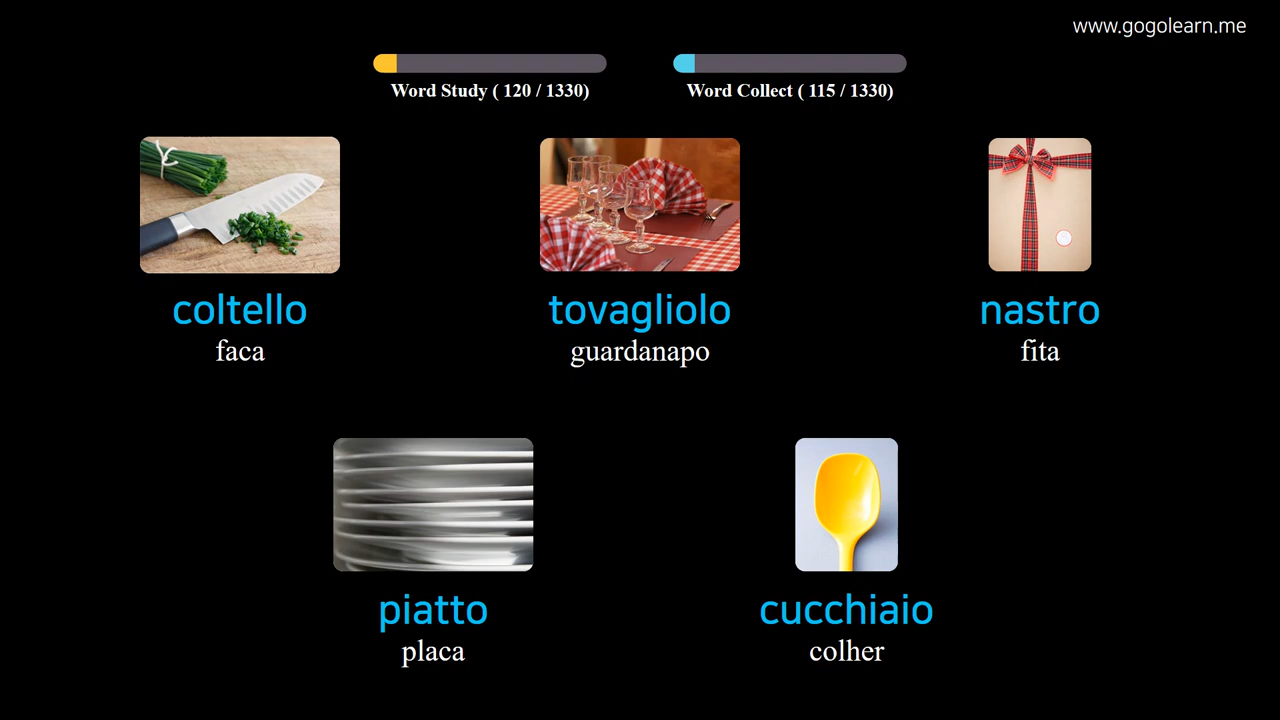 www.gogolearn.me
Word Study ( 120 / 1330)
Word Collect ( 115 / 1330)
coltello
faca
tovagliolo
guardanapo
nastro
fita
piatto
placa
cucchiaio
colher